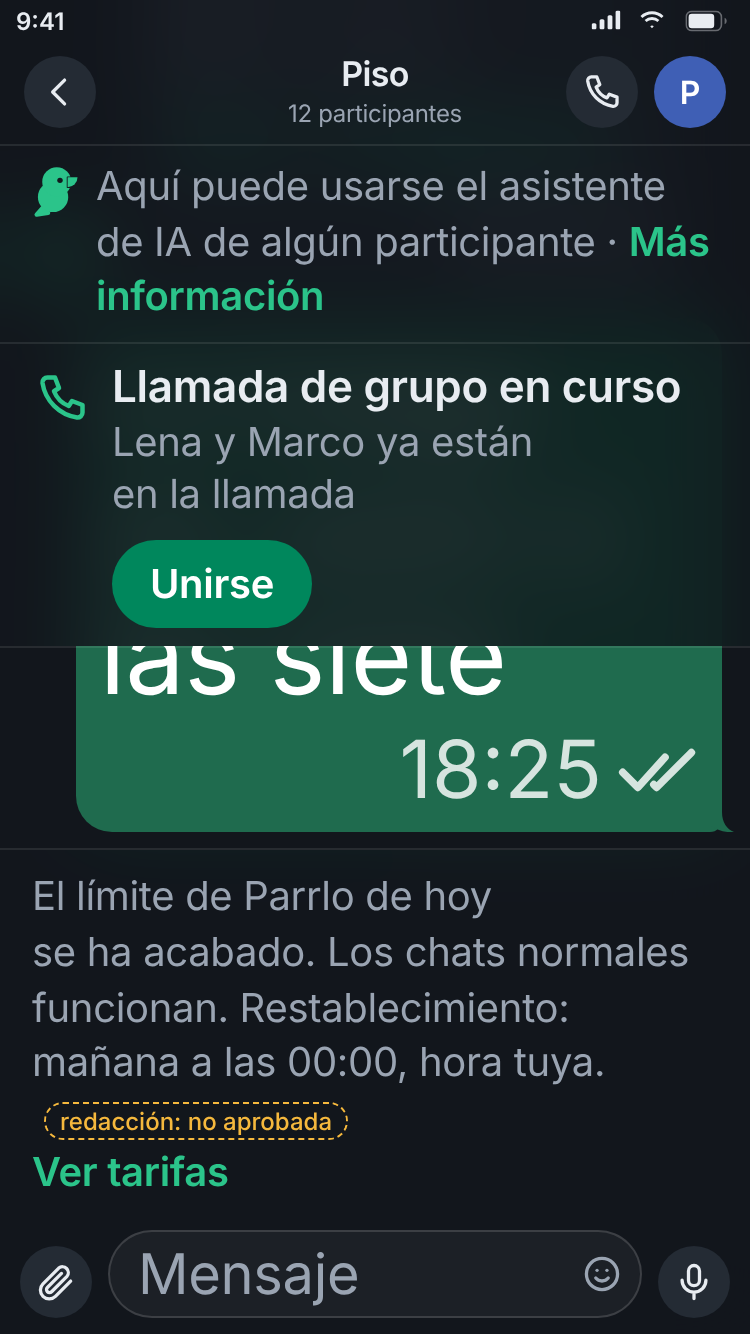 9:41
Piso
12 participantes
P
Aquí puede usarse el asistente
de IA de algún participante · Más
información
Llamada de grupo en curso
Lena y Marco ya están
en la llamada
Unirse
las siete
18:25
El límite de Parrlo de hoy
se ha acabado. Los chats normales
funcionan. Restablecimiento:
mañana a las 00:00, hora tuya.
redacción: no aprobada
Ver tarifas
Mensaje